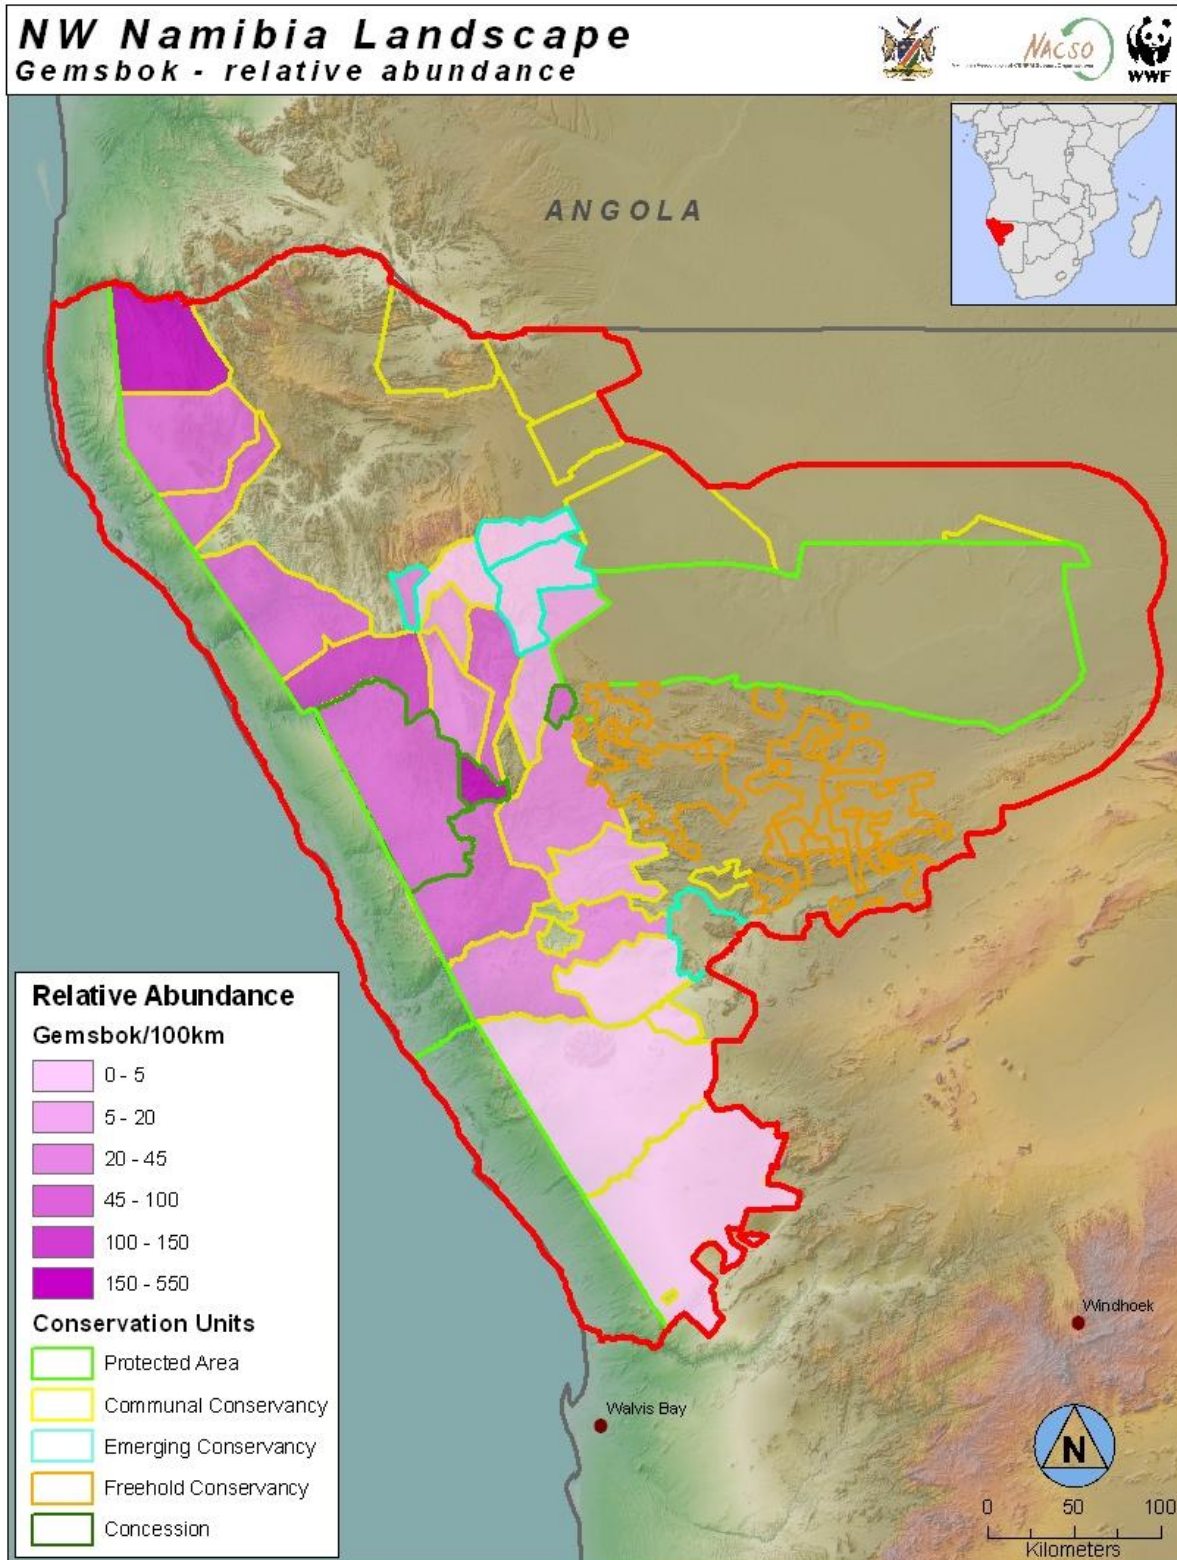 NW Namibia Landscape
Gemsbok - relative abundance
NACSO
WWF
ANGOLA
Relative Abundance
Gemsbok/100km
0 - 5
5 - 20
20 - 45
45 - 100
100 - 150
150 - 550
Conservation Units
Protected Area
Communal Conservancy
Emerging Conservancy
Freehold Conservancy
Concession
Windhoek
Walvis Bay
N
0 50 100
Kilometers